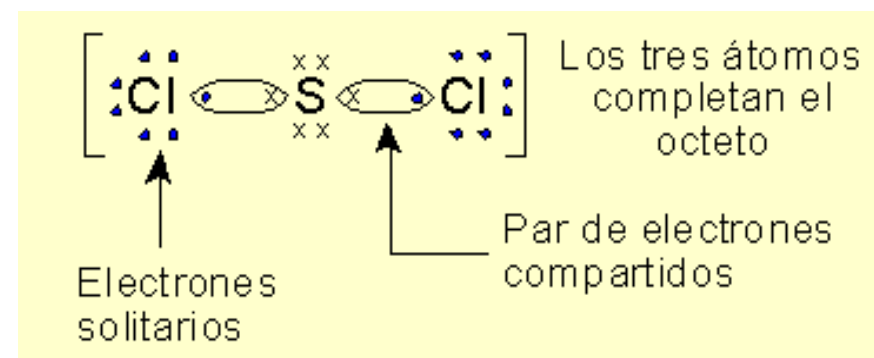 Cl S Cl
Los tres átomos
completan el
octeto
Par de electrones
compartidos
Electrones
solitarios